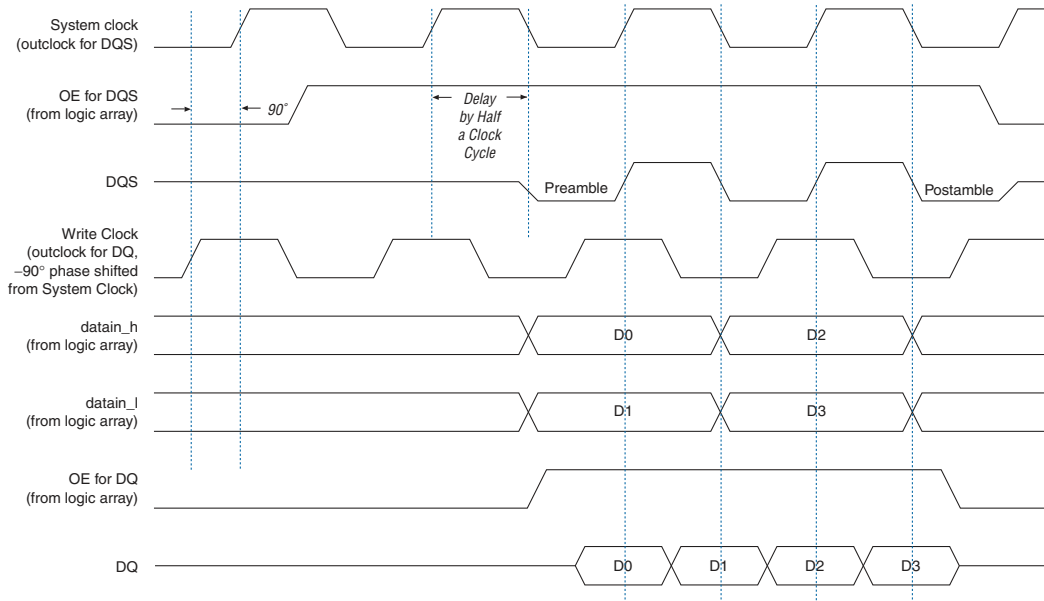 System clock
(outclock for DQS)
OE for DQS
(from logic array)
90°
Delay
by Half
a Clock
Cycle
DQS
Preamble
Postamble
Write Clock
(outclock for DQ,
−90° phase shifted
from System Clock)
datain_h
(from logic array)
D0
D2
datain_l
(from logic array)
D1
D3
OE for DQ
(from logic array)
DQ
D0
D1
D2
D3